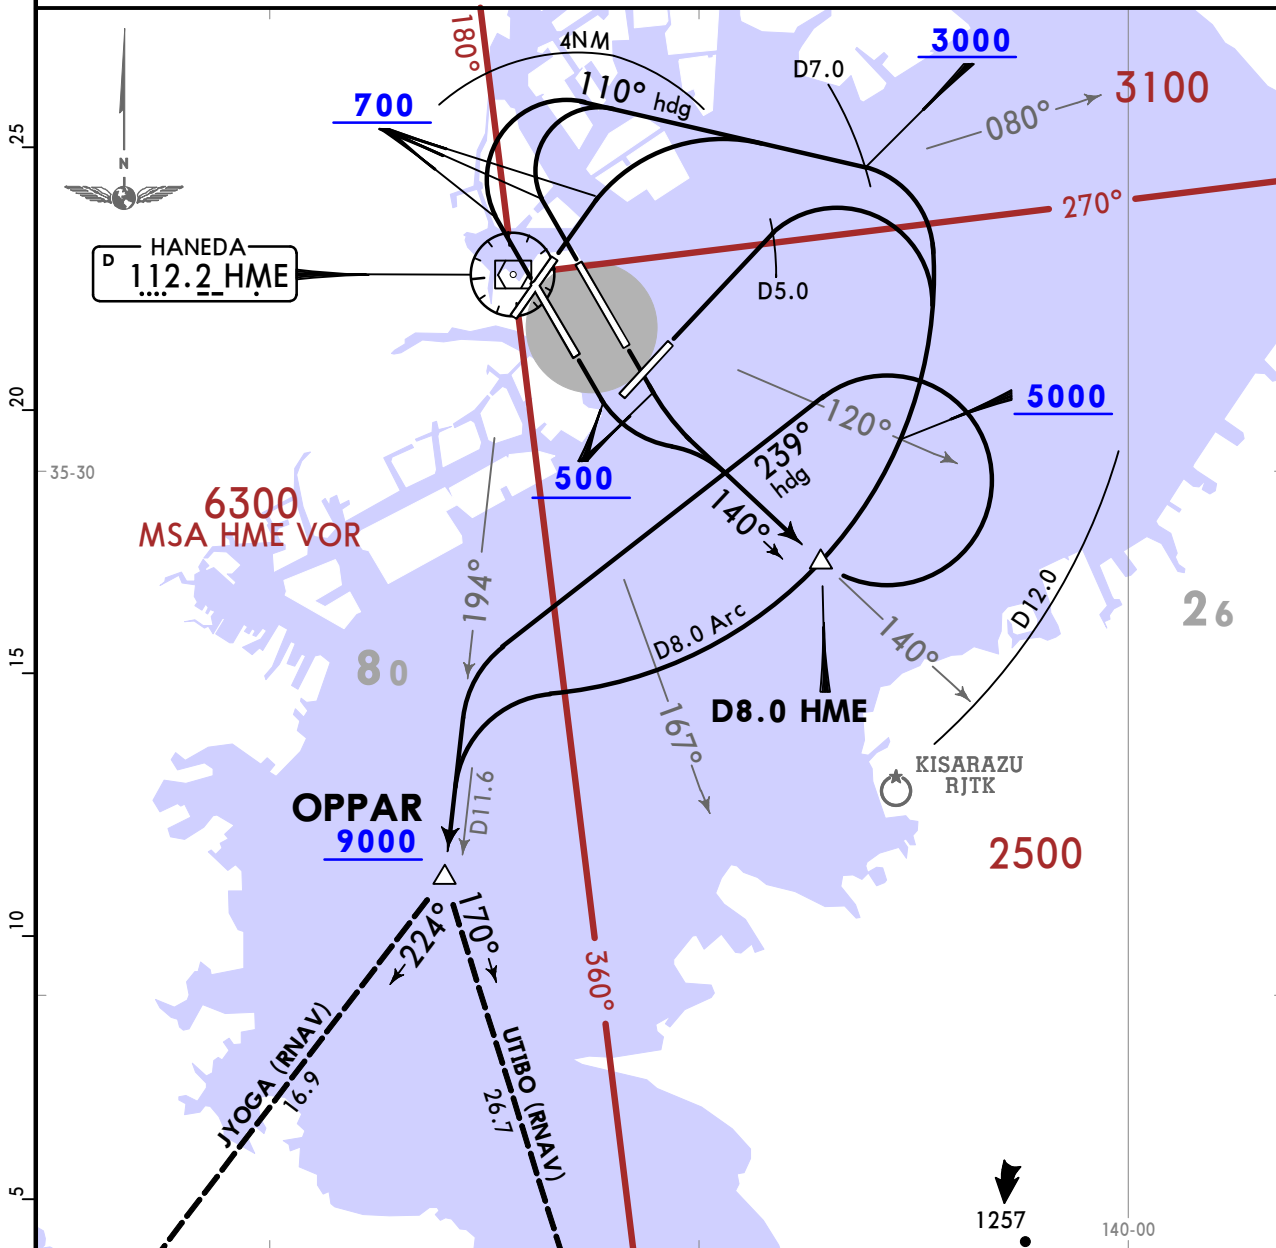 180°
4NM
3000
D7.0
3100
110° hdg
700
080°
25
N
270°
HANEDA
D
112.2 HME
D5.0
20
120°
5000
35-30
239°
hdg
500
6300
MSA HME VOR
140°
194°
D12.0
26
D8.0 Arc
140°
15
80
D8.0 HME
167°
KISARAZU
RJTK
OPPAR
D11.6
9000
2500
10
224°
170°
360°
JYOGA (RNAV)
16.9
UTIBO (RNAV)
26.7
5
1257
140-00